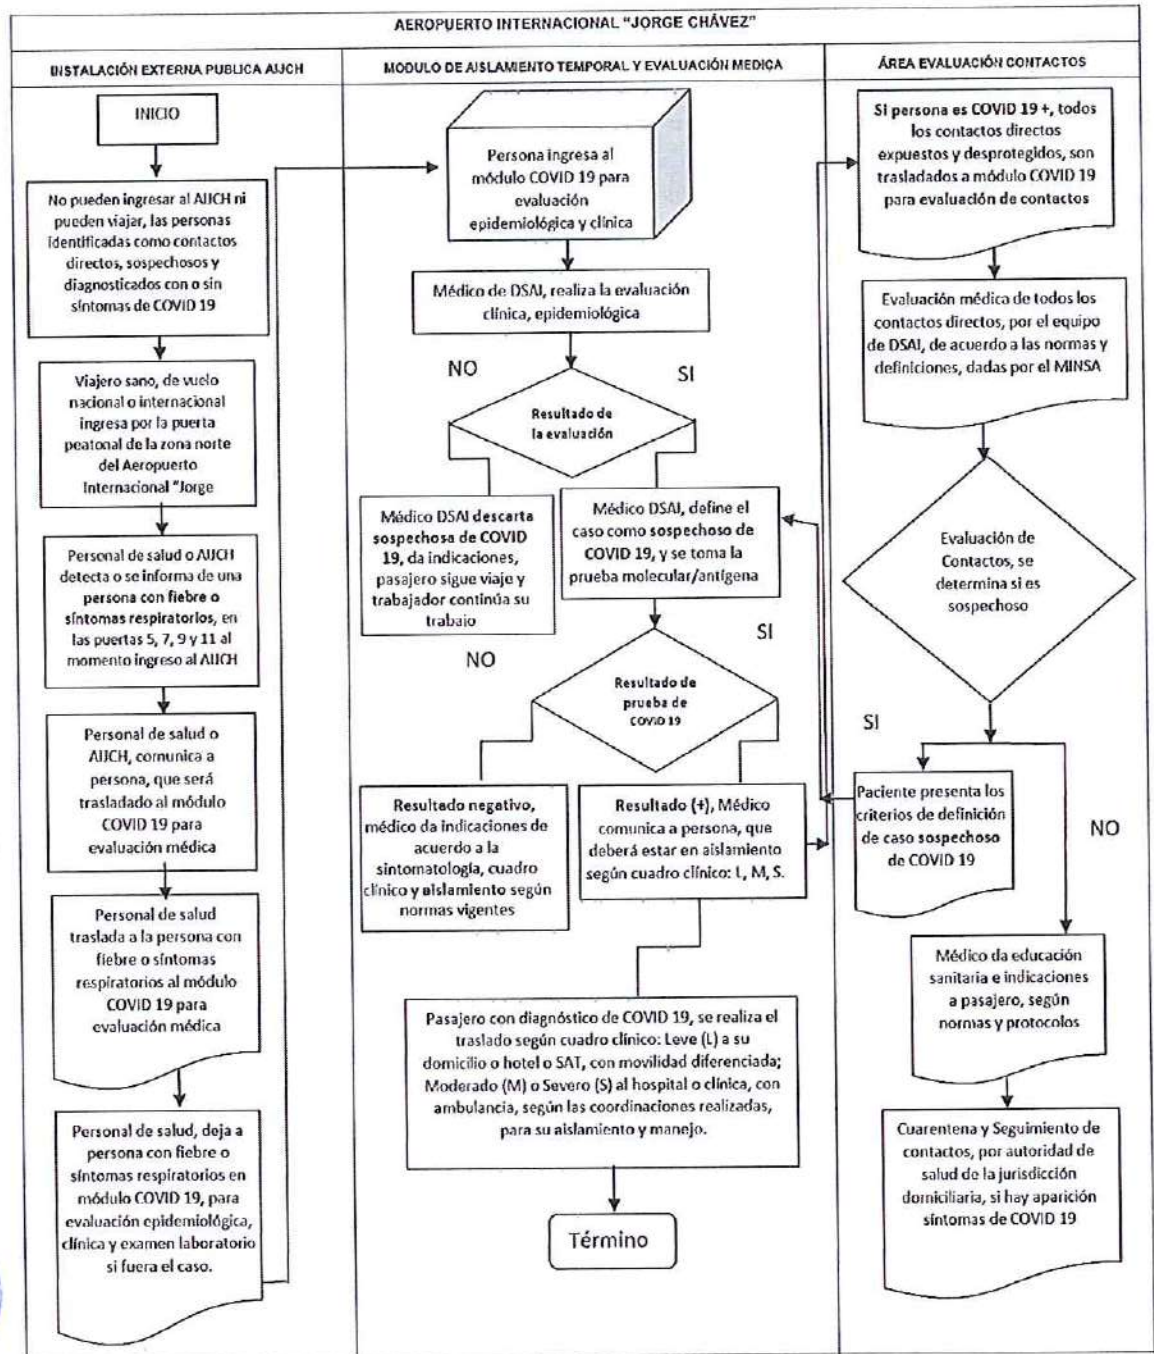 AEROPUERTO INTERNACIONAL "JORGE CHÁVEZ"
INSTALACIÓN EXTERNA PUBLICA AIJCH
INICIO
No pueden ingresar al AIJCH ni
pueden viajar, las personas
identificadas como contactos
directos, sospechosos y
diagnosticados con o sin
síntomas de COVID 19
Viajero sano, de vuelo
nacional o internacional
ingresa por la puerta
peatonal de la zona norte
del Aeropuerto
Internacional "Jorge
Personal de salud o AIJCH
detecta o se informa de una
persona con fiebre o
síntomas respiratorios, en
las puertas 5, 7, 9 y 11 al
momento ingreso al AIJCH
Personal de salud o
AIJCH, comunica a
persona, que será
trasladado al módulo
COVID 19 para
evaluación médica
Personal de salud
traslada a la persona con
fiebre o síntomas
respiratorios al módulo
COVID 19 para
evaluación médica
Personal de salud, deja a
persona con fiebre o
síntomas respiratorios en
módulo COVID 19, para
evaluación epidemiológica,
clínica y examen laboratorio
si fuera el caso.
MODULO DE AISLAMIENTO TEMPORAL Y EVALUACIÓN MEDICA
Persona ingresa al
módulo COVID 19 para
evaluación
epidemiológica y clínica
Médico de DSAI, realiza la evaluación
clínica, epidemiológica
NO
SI
Resultado de
la evaluación
Médico DSAI descarta
sospechosa de COVID
19, da indicaciones,
pasajero sigue viaje y
trabajador continúa su
trabajo
Médico DSAI, define el
caso como sospechoso de
COVID 19, y se toma la
prueba molecular/antígena
NO
SI
Resultado de
prueba de
COVID 19
Resultado negativo,
médico da indicaciones de
acuerdo a la
sintomatología, cuadro
clínico y aislamiento según
normas vigentes
Resultado (+), Médico
comunica a persona, que
deberá estar en aislamiento
según cuadro clínico: L, M, S.
Pasajero con diagnóstico de COVID 19, se realiza el
traslado según cuadro clínico: Leve (L) a su
domicilio o hotel o SAT, con movilidad diferenciada;
Moderado (M) o Severo (S) al hospital o clínica, con
ambulancia, según las coordinaciones realizadas,
para su aislamiento y manejo.
Término
ÁREA EVALUACIÓN CONTACTOS
Si persona es COVID 19 +, todos
los contactos directos
expuestos y desprotegidos, son
trasladados a módulo COVID 19
para evaluación de contactos
Evaluación médica de todos los
contactos directos, por el equipo
de DSAI, de acuerdo a las normas y
definiciones, dadas por el MINSA
Evaluación de
Contactos, se
determina si es
sospechoso
SI
NO
Paciente presenta los
criterios de definición
de caso sospechoso
de COVID 19
Médico da educación
sanitaria e indicaciones
a pasajero, según
normas y protocolos
Cuarentena y Seguimiento de
contactos, por autoridad de
salud de la jurisdicción
domiciliaria, si hay aparición
síntomas de COVID 19